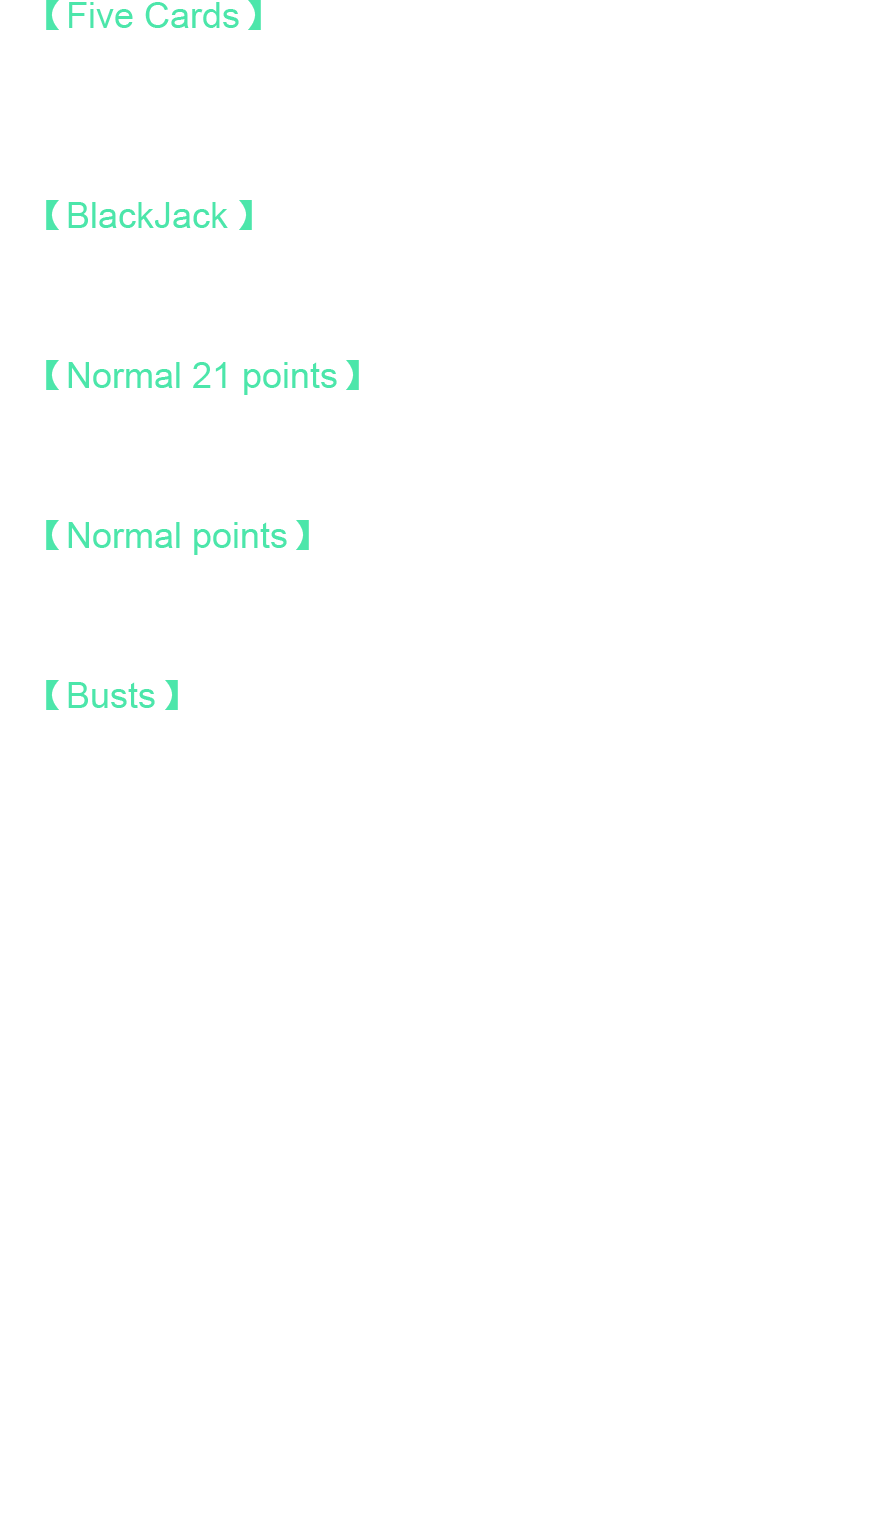 【Five Cards】
【BlackJack】
【Normal 21 points】
【Normal points】
【Busts】